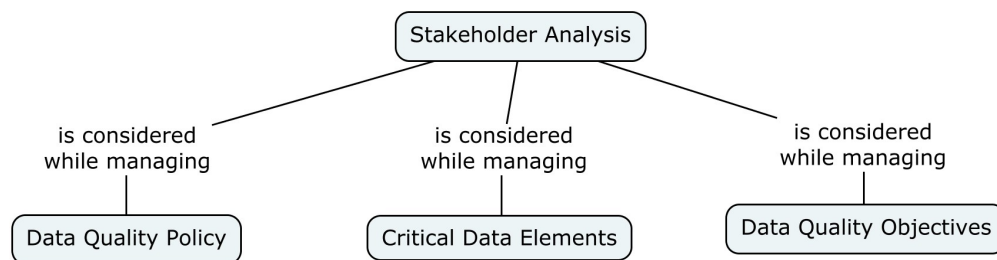 Stakeholder Analysis
is considered
while managing
is considered
while managing
is considered
while managing
Data Quality Policy
Critical Data Elements
Data Quality Objectives